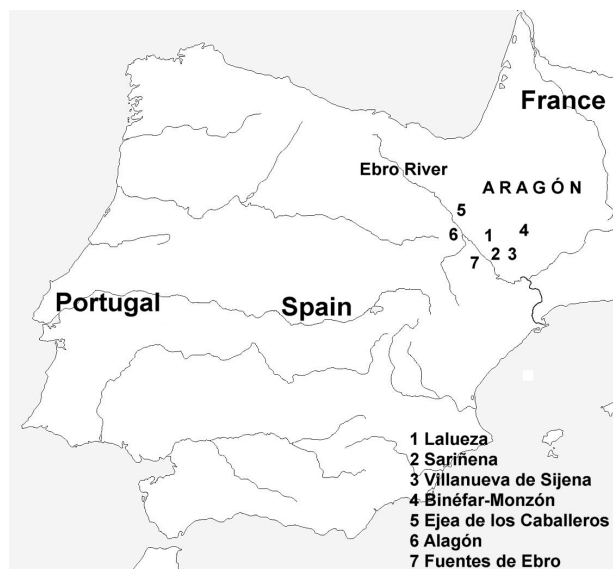 France
Ebro River
A R A G Ó N
5
6
1
4
2
3
7
Portugal
Spain
1 Lalueza
2 Sariñena
3 Villanueva de Sijena
4 Binéfar-Monzón
5 Ejea de los Caballeros
6 Alagón
7 Fuentes de Ebro